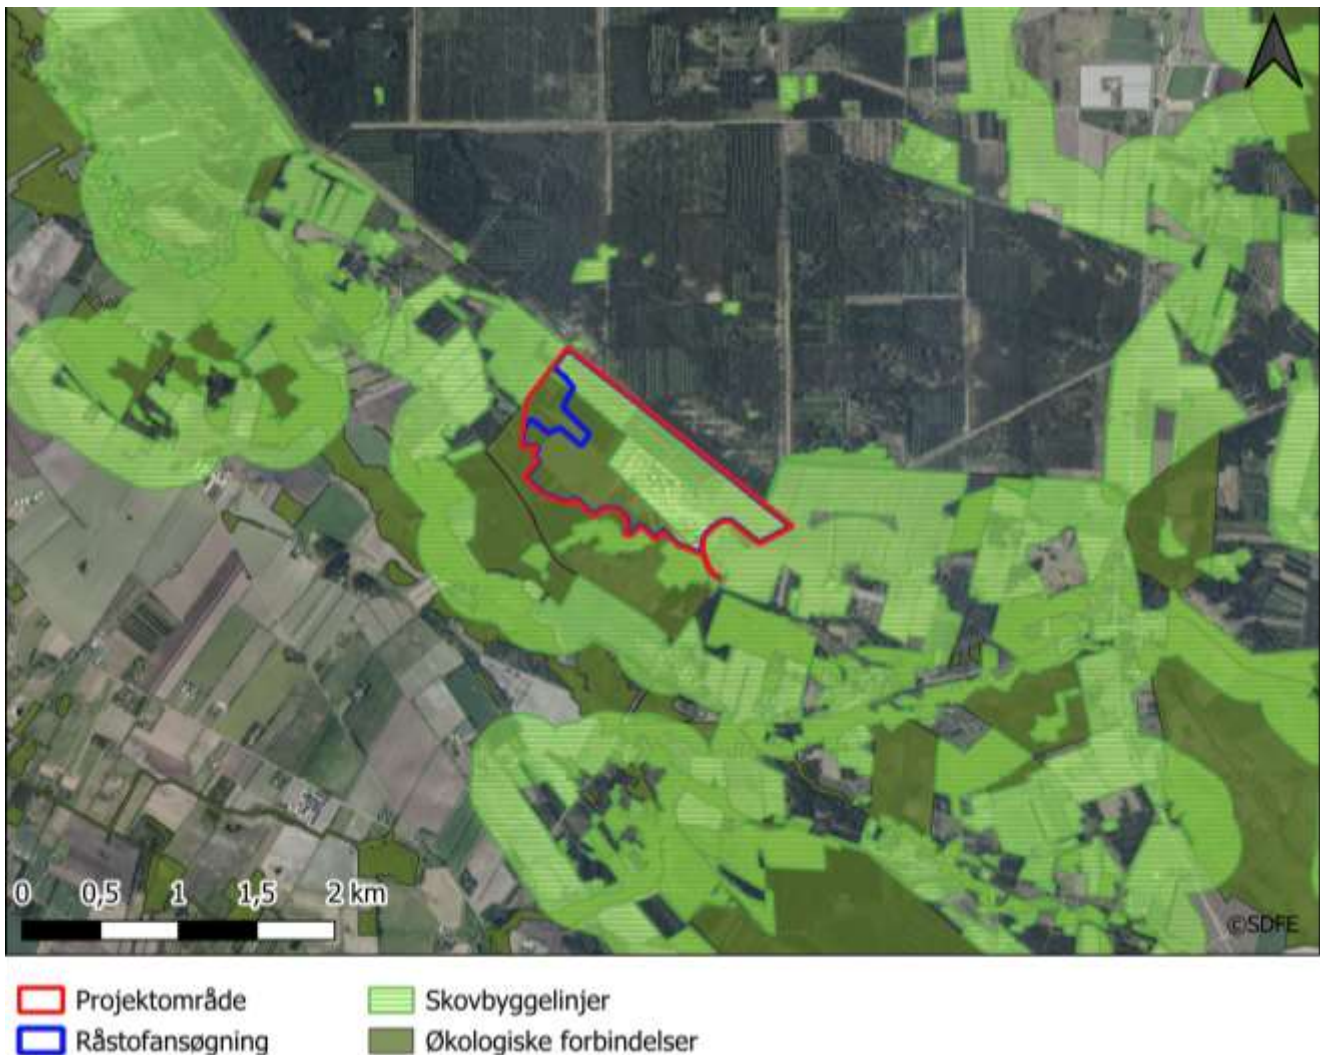 0 0,5 1 1,5 2 km
©SDFE
Projektområde
Skovbyggelinjer
Råstofansøgning
Økologiske forbindelser